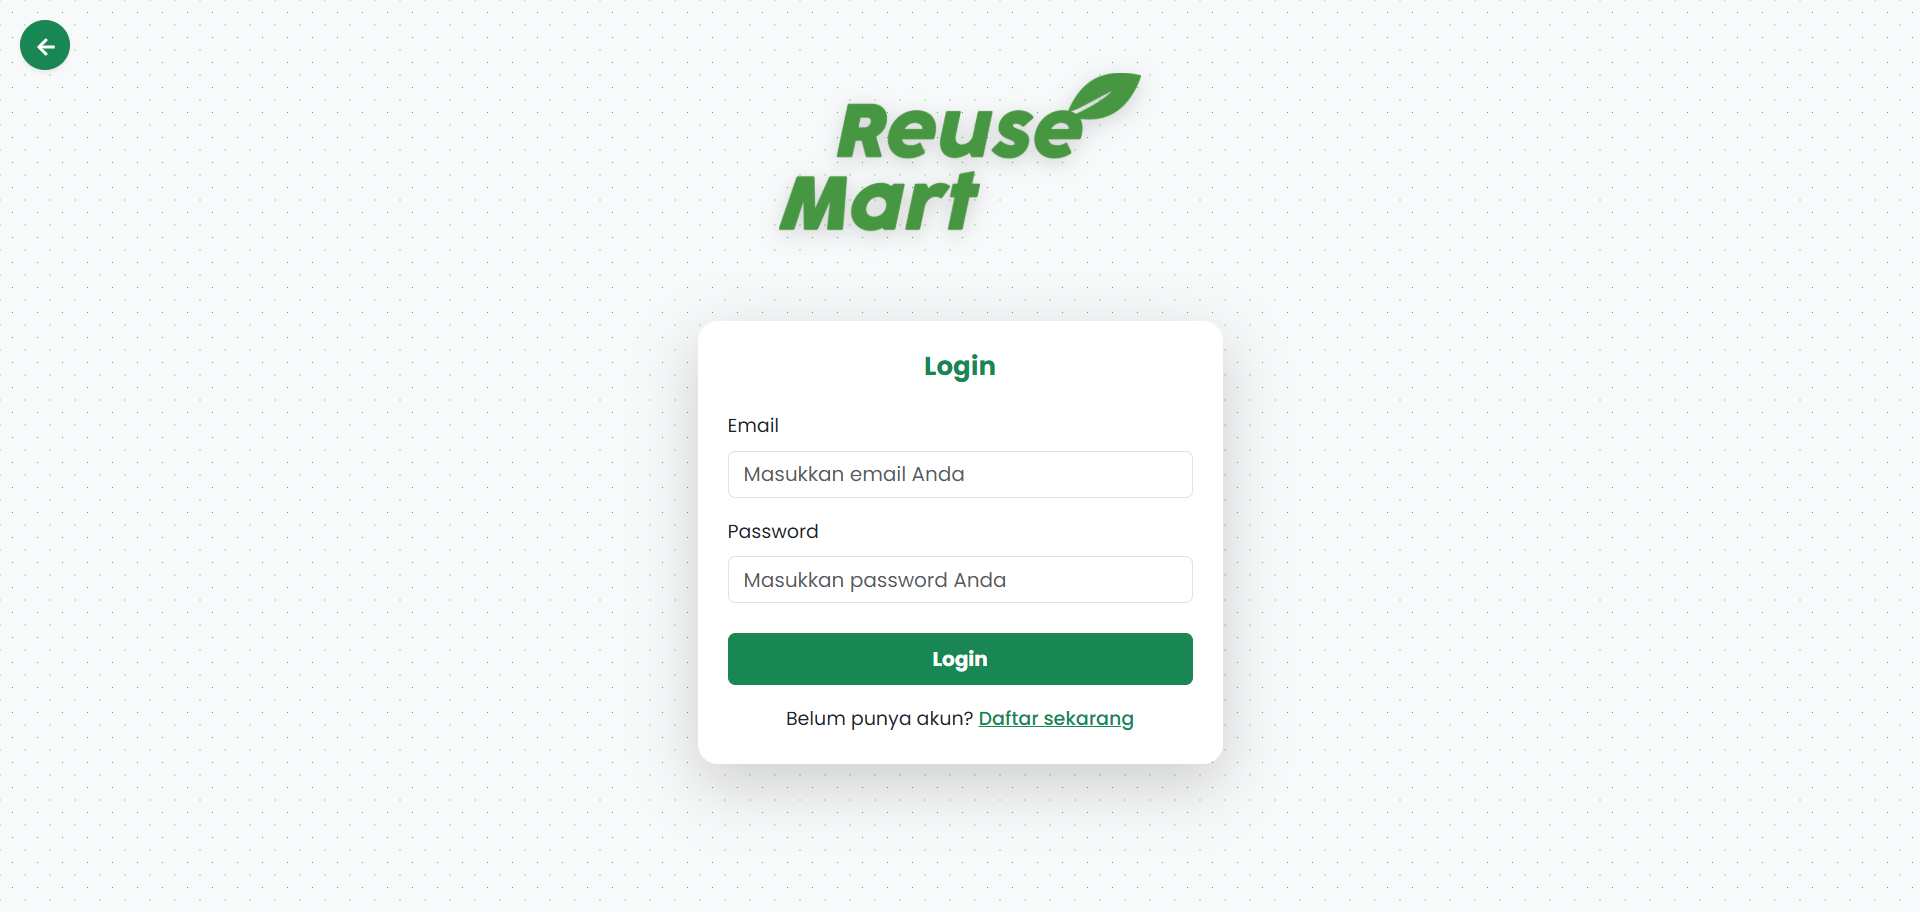 Reuse
Mart
Login
Email
Masukkan email Anda
Password
Masukkan password Anda
Login
Belum punya akun? Daftar sekarang